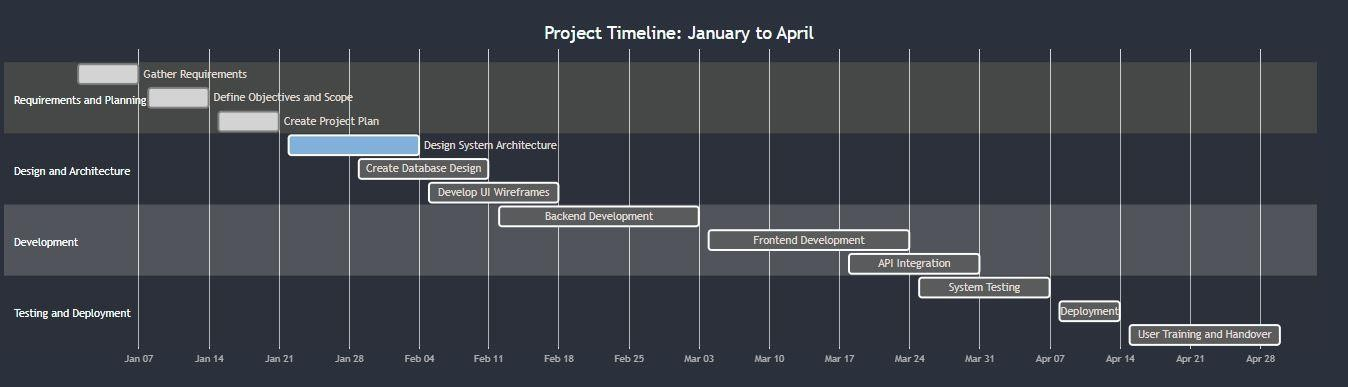 Project Timeline: January to April
Gather Requirements
Requirements and Planning
Define Objectives and Scope
Create Project Plan
Design System Architecture
Design and Architecture
Create Database Design
Develop UI Wireframes
Backend Development
Development
Frontend Development
API Integration
System Testing
Testing and Deployment
Deployment
User Training and Handover
Jan 07 Jan 14 Jan 21 Jan 28 Feb 04 Feb 11 Feb 18 Feb 25 Mar 03 Mar 10 Mar 17 Mar 24 Mar 31 Apr 07 Apr 14 Apr 21 Apr 28